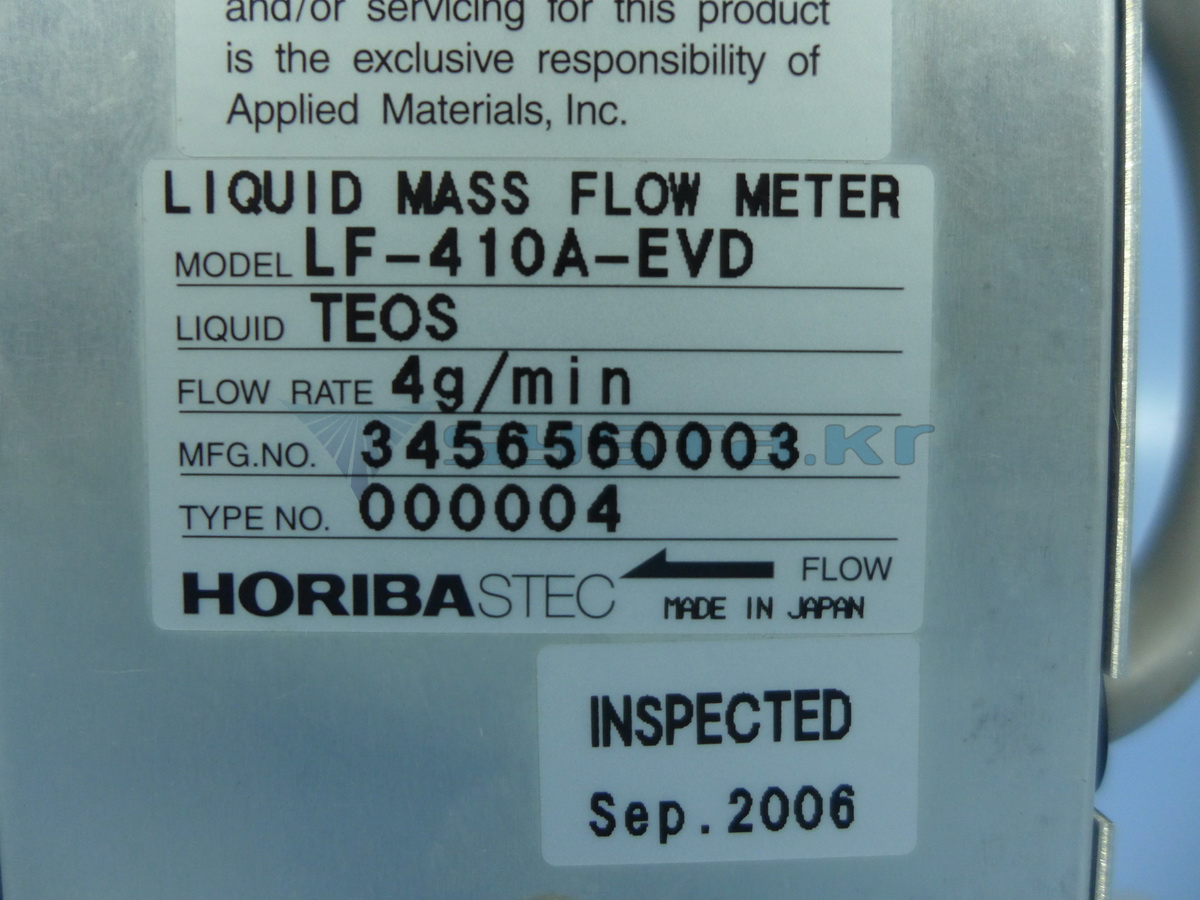 and/or servicing for this product
is the exclusive responsibility of
Applied Materials, Inc.
LIQUID MASS FLOW METER
MODEL LF-410A-EVD
LIQUID TEOS
FLOW RATE 4g/min
MFG.NO. 3456560003
TYPE NO. 000004
HORIBASTEC FLOW
MADE IN JAPAN
INSPECTED
Sep.2006